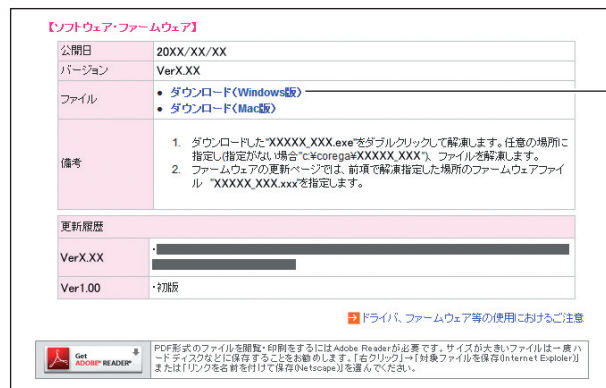 【ソフトウェア・ファームウェア】
公開日 20XX/XX/XX
バージョン VerX.XX
ファイル
• ダウンロード(Windows版)
• ダウンロード(Mac版)
備考
1. ダウンロードした"XXXXX_XXX.exe"をダブルクリックして解凍します。任意の場所に
指定し(指定がない場合"c:¥corega¥XXXXX_XXX")、ファイルを解凍します。
2. ファームウェアの更新ページでは、前項で解凍指定した場所のファームウェアファイ
ル "XXXXX_XXX.xxx"を指定します。
更新履歴
VerX.XX ・
Ver1.00 ・初版
ドライバ、ファームウェア等の使用におけるご注意
Get
ADOBE® READER®
PDF形式のファイルを閲覧・印刷をするにはAdobe Readerが必要です。サイズが大きいファイルは一度ハ
ードディスクなどに保存することをお勧めします。「右クリック」→「対象ファイルを保存(Internet Exploler)」
または「リンクを名前を付けて保存(Netscape)」を選んでください。